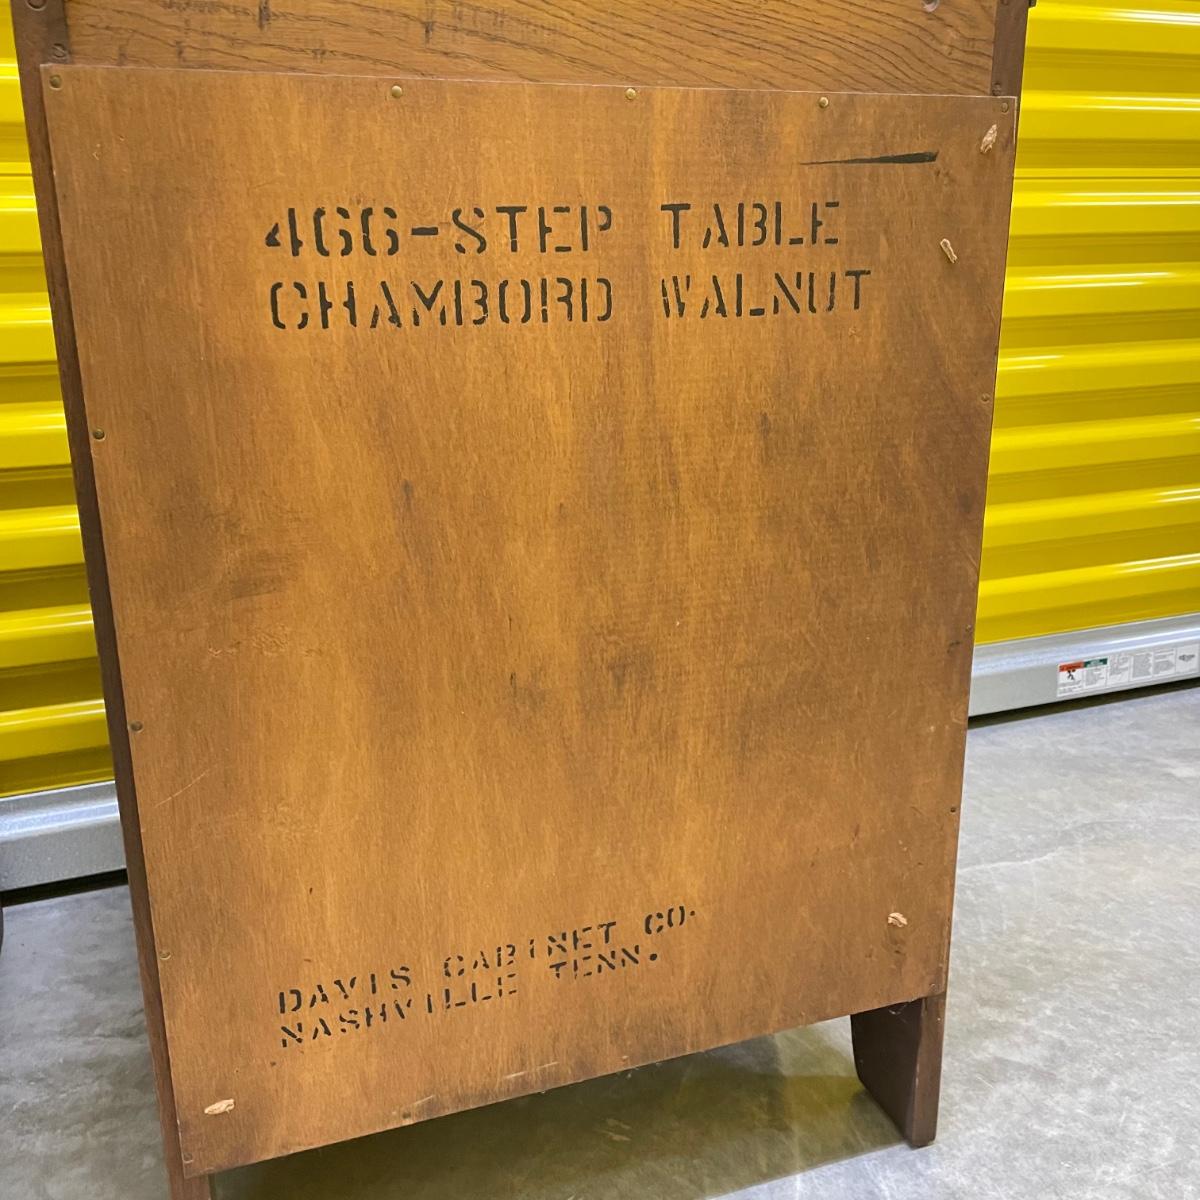 466-STEP TABLE
CHAMBORD WALNUT
DAVIS CABINET CO.
NASHVILLE TENN.